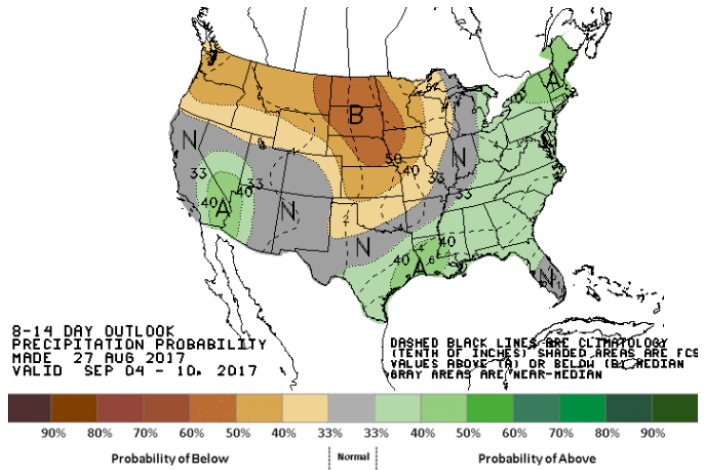 B
A
N
N
33
50
40
33
33
33
40
40
A
N
N
40
40
A
N
8-14 DAY OUTLOOK
PRECIPITATION PROBABILITY
MADE 27 AUG 2017
VALID SEP 04 - 10, 2017
DASHED BLACK LINES ARE CLIMATOLOGY
(TENTH OF INCHES) SHADED AREAS ARE FCS
VALUES ABOVE (A) OR BELOW (B) MEDIAN
GRAY AREAS ARE NEAR-MEDIAN
90% 80% 70% 60% 50% 40% 33% 33% 40% 50% 60% 70% 80% 90%
Probability of Below Normal Probability of Above